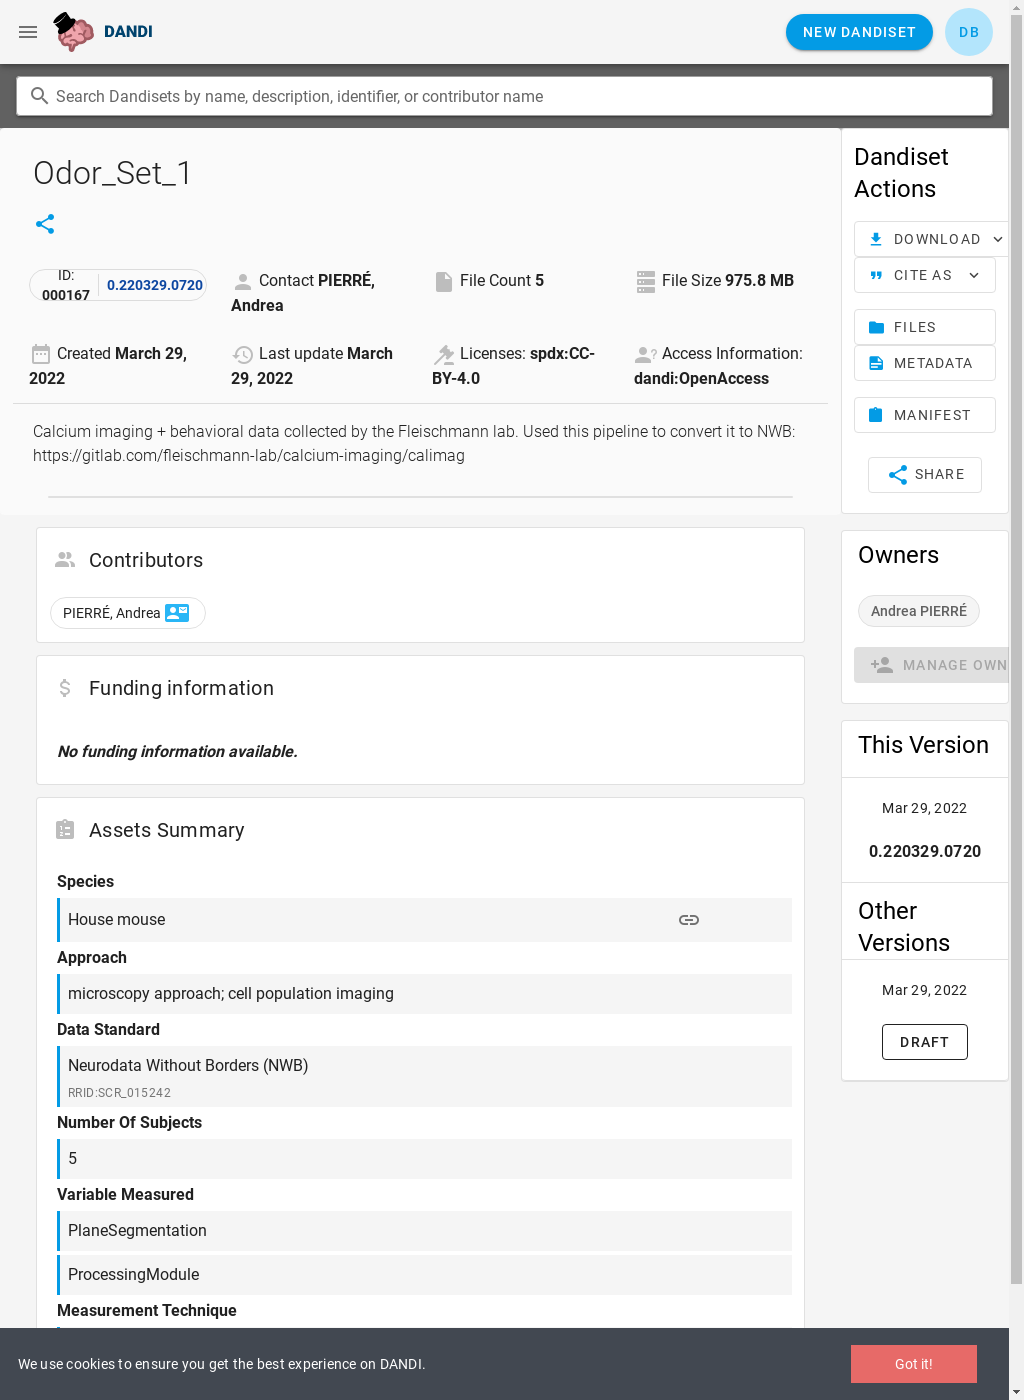 DANDI
NEW DANDISET
DB
Search Dandisets by name, description, identifier, or contributor name
Odor_Set_1
ID:
000167
0.220329.0720
Contact PIERRÉ,
Andrea
File Count 5
File Size 975.8 MB
Created March 29,
2022
Last update March
29, 2022
Licenses: spdx:CC-
BY-4.0
Access Information:
dandi:OpenAccess
Calcium imaging + behavioral data collected by the Fleischmann lab. Used this pipeline to convert it to NWB:
https://gitlab.com/fleischmann-lab/calcium-imaging/calimag
Contributors
PIERRÉ, Andrea
Funding information
No funding information available.
Assets Summary
Species
House mouse
Approach
microscopy approach; cell population imaging
Data Standard
Neurodata Without Borders (NWB)
RRID:SCR_015242
Number Of Subjects
5
Variable Measured
PlaneSegmentation
ProcessingModule
Measurement Technique
Dandiset
Actions
DOWNLOAD
CITE AS
FILES
METADATA
MANIFEST
SHARE
Owners
Andrea PIERRÉ
MANAGE OWN
This Version
Mar 29, 2022
0.220329.0720
Other
Versions
Mar 29, 2022
DRAFT
We use cookies to ensure you get the best experience on DANDI.
Got it!